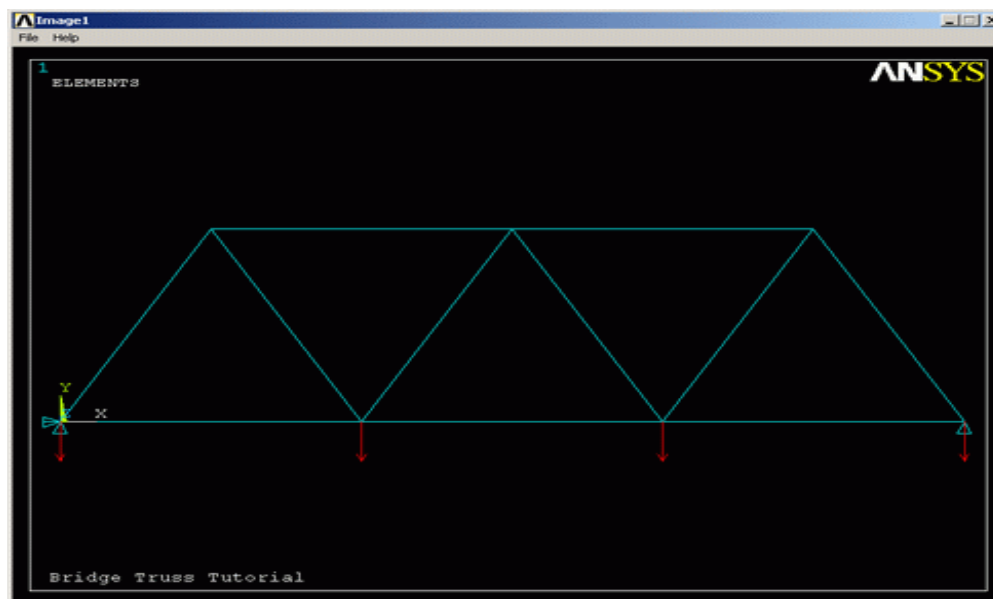 Image1
File Help
1
ELEMENTS
ANSYS
Y
X
Bridge Truss Tutorial